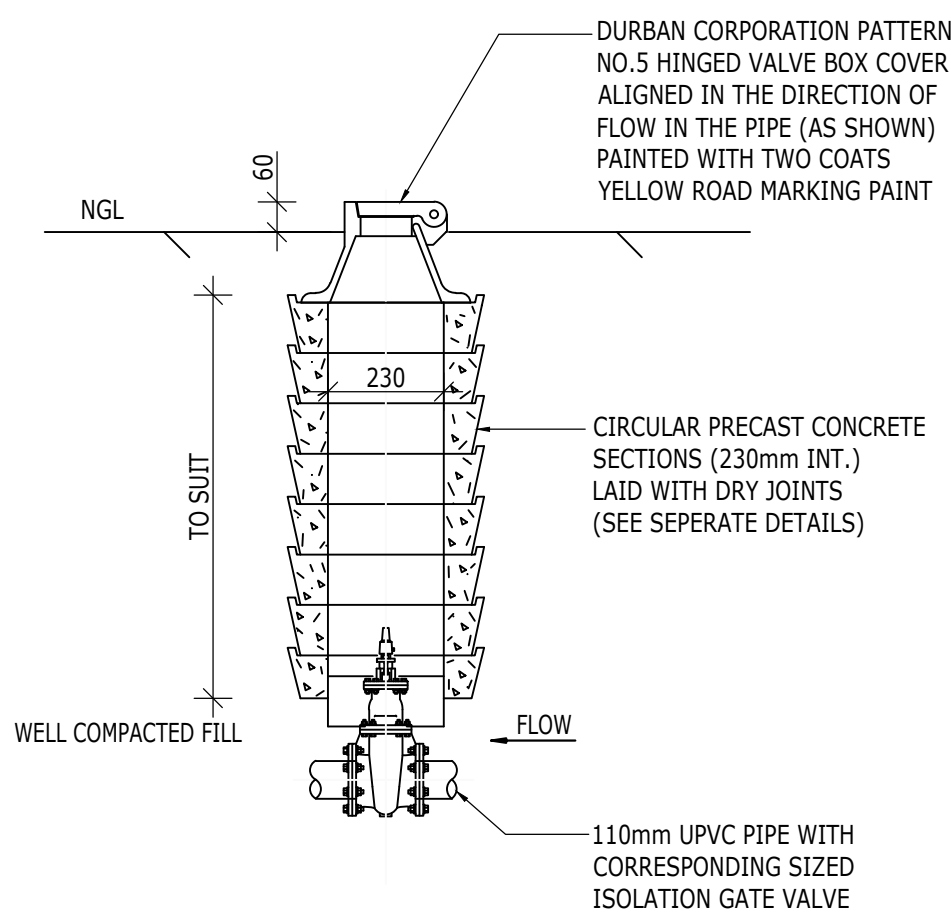 DURBAN CORPORATION PATTERN
NO.5 HINGED VALVE BOX COVER
ALIGNED IN THE DIRECTION OF
FLOW IN THE PIPE (AS SHOWN)
PAINTED WITH TWO COATS
YELLOW ROAD MARKING PAINT
60
NGL
230
TO SUIT
CIRCULAR PRECAST CONCRETE
SECTIONS (230mm INT.)
LAID WITH DRY JOINTS
(SEE SEPERATE DETAILS)
WELL COMPACTED FILL
FLOW
110mm UPVC PIPE WITH
CORRESPONDING SIZED
ISOLATION GATE VALVE